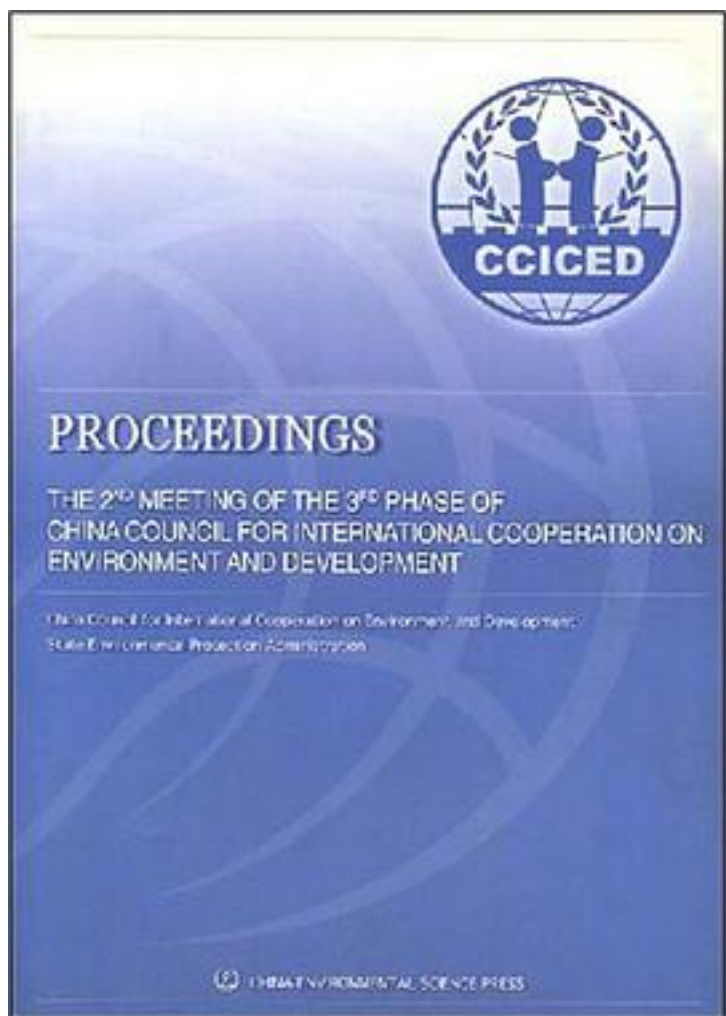 CCICED
PROCEEDINGS
THE 2ND MEETING OF THE 3RD PHASE OF
CHINA COUNCIL FOR INTERNATIONAL COOPERATION ON
ENVIRONMENT AND DEVELOPMENT
China Council for International Cooperation on Environment and Development
State Environmental Protection Administration
CHINA ENVIRONMENTAL SCIENCE PRESS